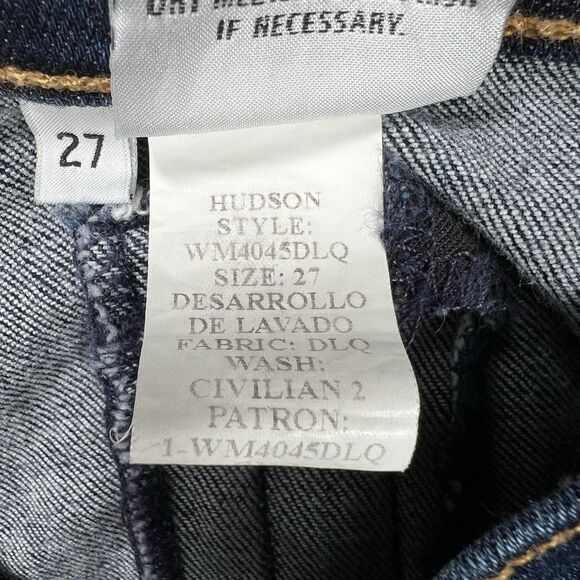 IF NECESSARY.
27
HUDSON
STYLE:
WM4045DLQ
SIZE: 27
DESARROLLO
DE LAVADO
FABRIC: DLQ
WASH:
CIVILIAN 2
PATRON:
1-WM4045DLQ